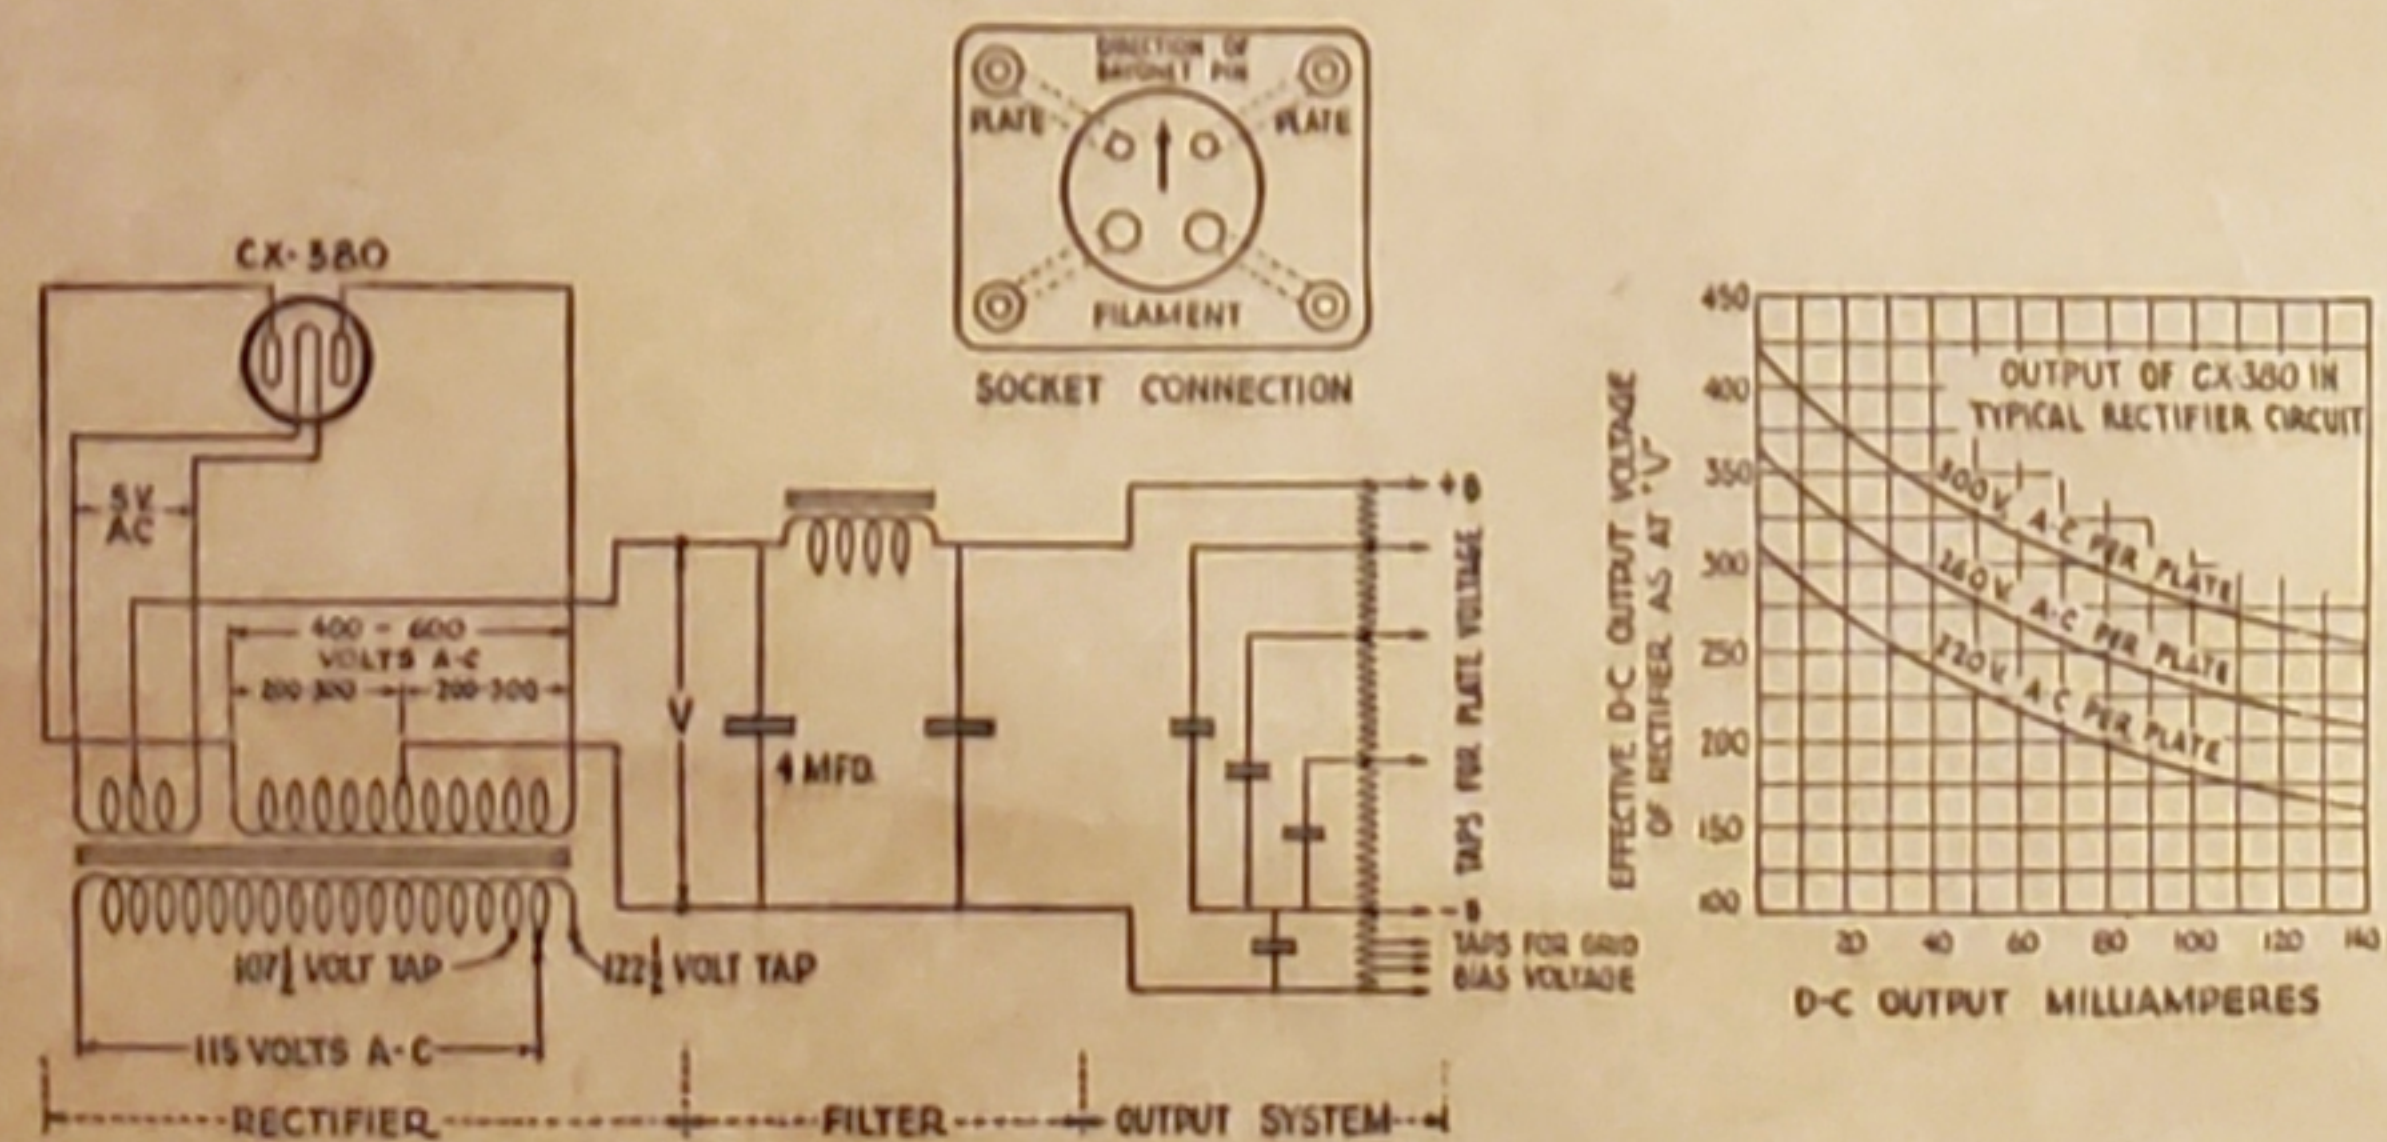 DIRECTION OF
BAYONET PIN
PLATE
PLATE
FILAMENT
SOCKET CONNECTION
CX-380
5V.
AC
400 - 600
VOLTS A-C
200-300
200-300
V
4 MFD.
107½ VOLT TAP
122½ VOLT TAP
115 VOLTS A-C
RECTIFIER
FILTER
OUTPUT SYSTEM
+B
TAPS FOR PLATE VOLTAGE
-B
TAPS FOR GRID
BIAS VOLTAGE
EFFECTIVE D-C OUTPUT VOLTAGE
OF RECTIFIER AS AT "V"
450
400
350
300
250
200
150
100
OUTPUT OF CX-380 IN
TYPICAL RECTIFIER CIRCUIT
300 V. A-C PER PLATE
260 V. A-C PER PLATE
220 V. A-C PER PLATE
20
40
60
80
100
120
140
D-C OUTPUT MILLIAMPERES